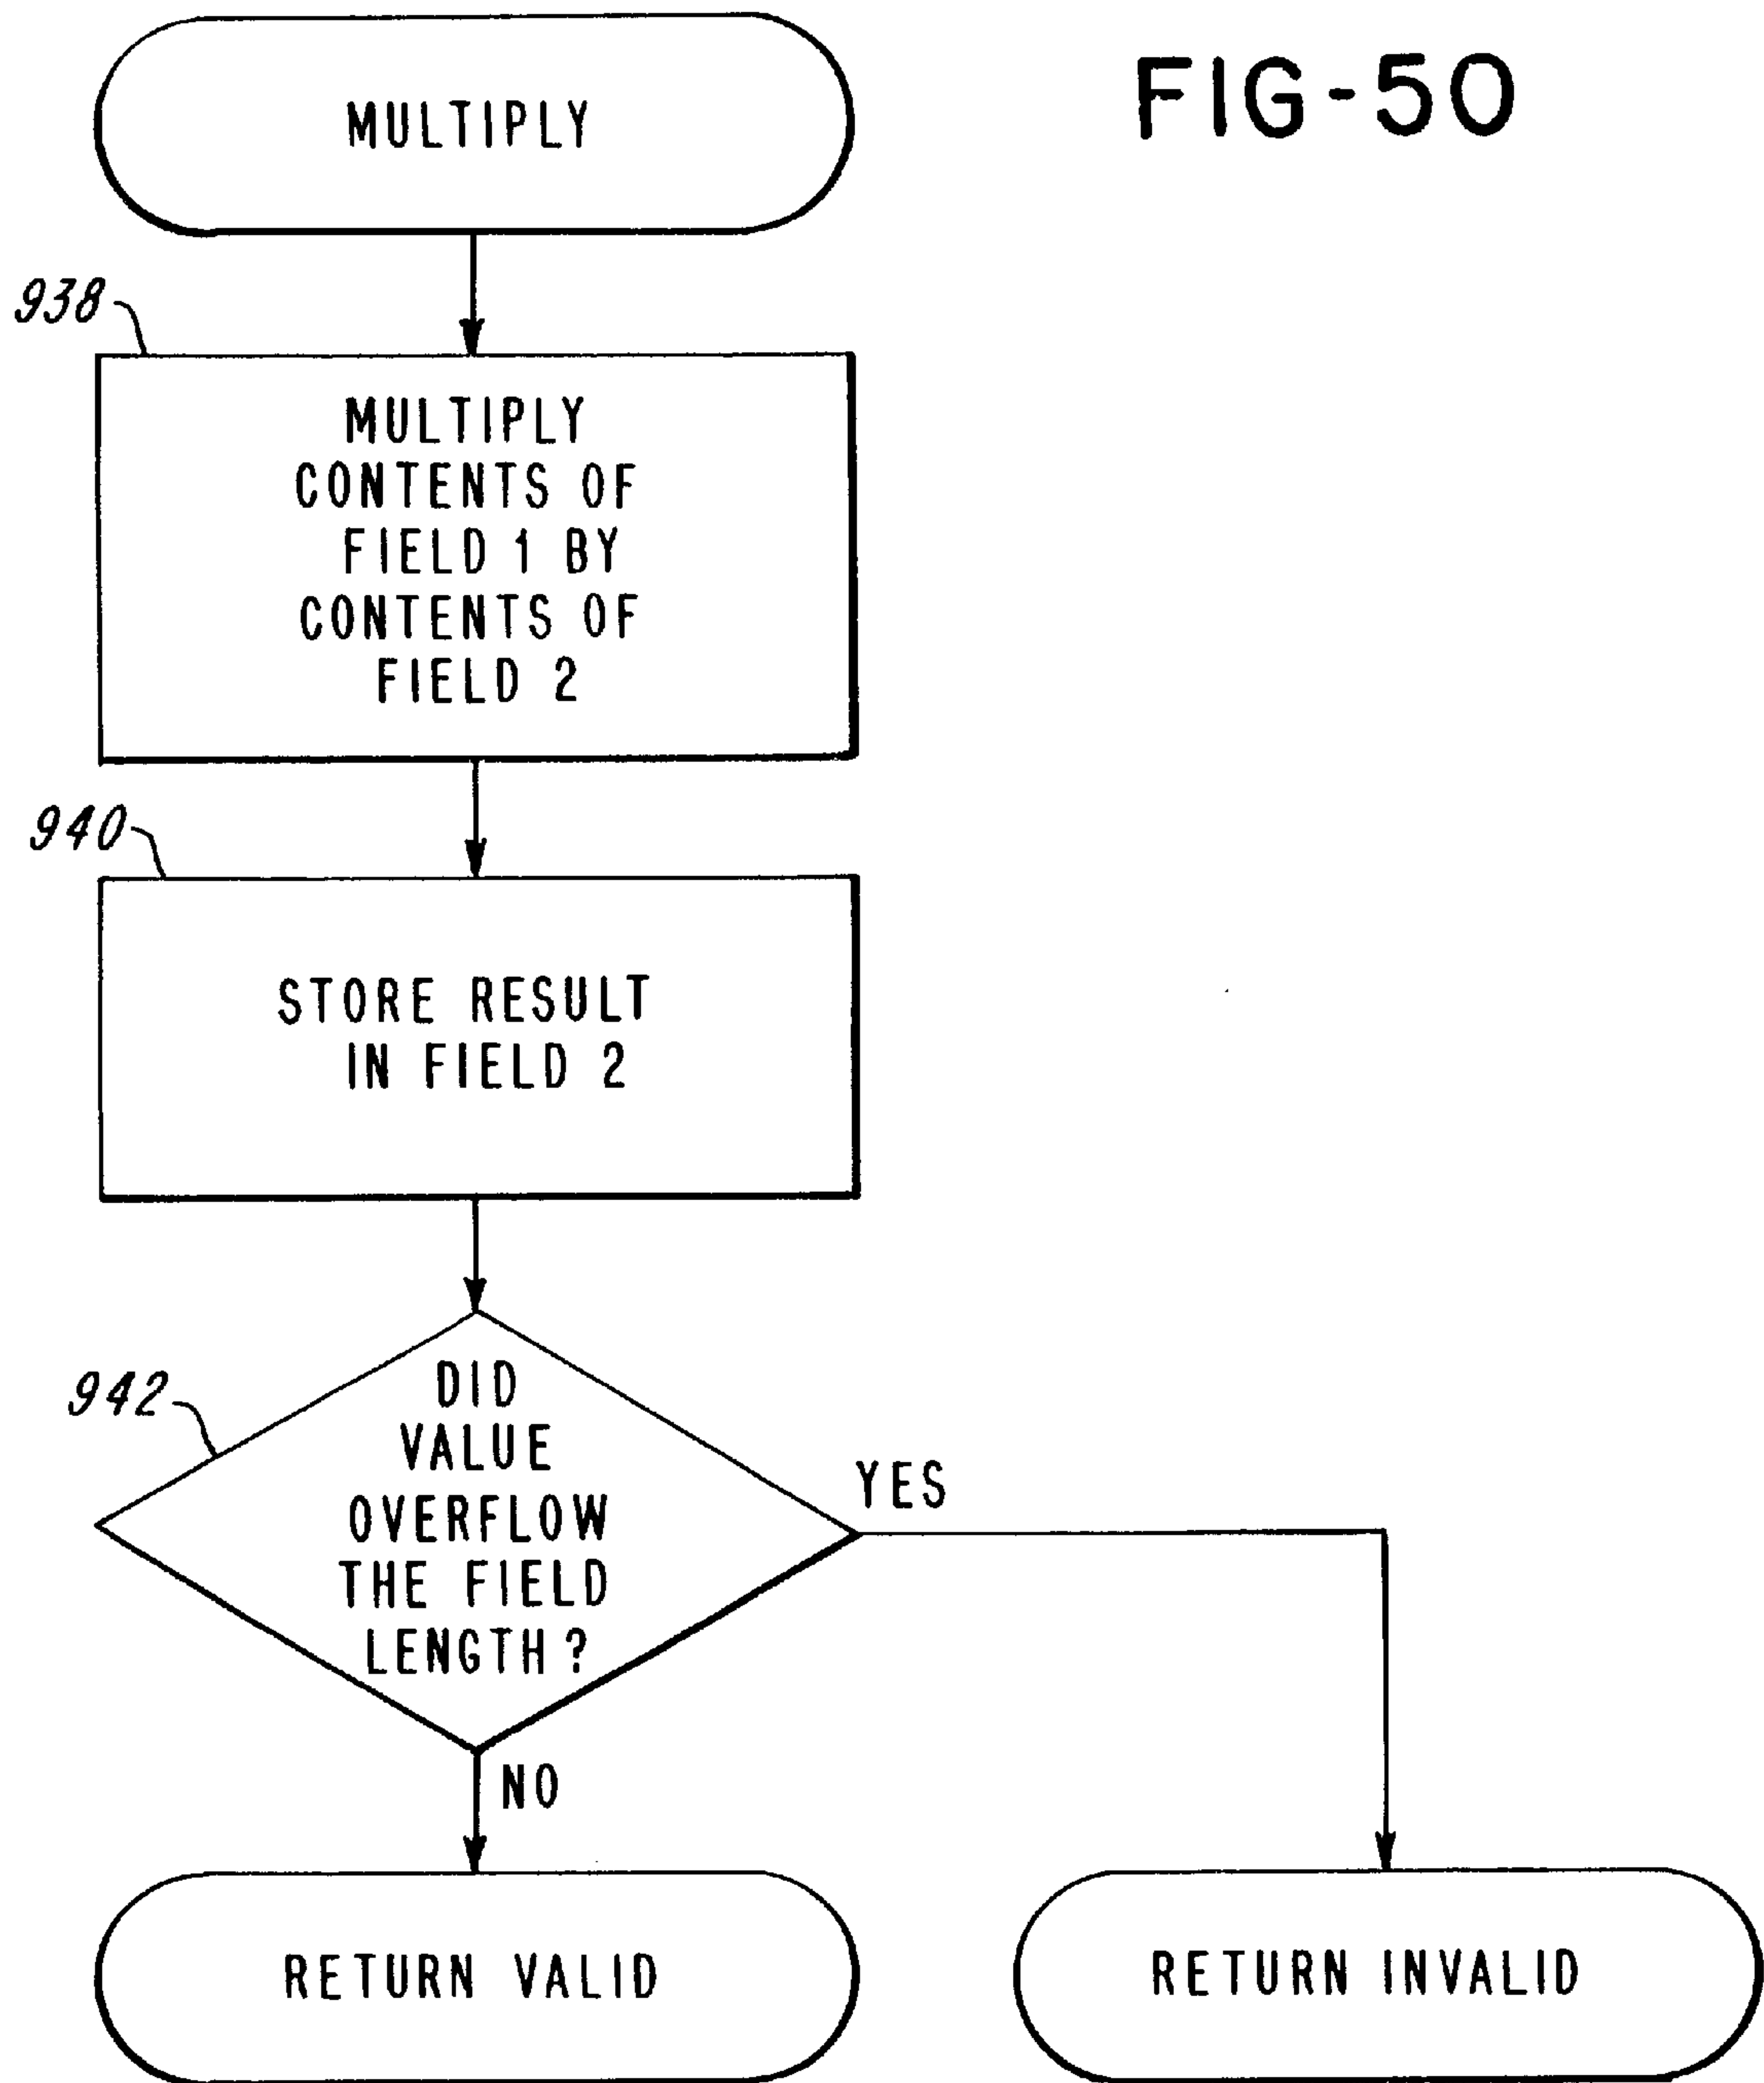 FIG-50
MULTIPLY
938
MULTIPLY
CONTENTS OF
FIELD 1 BY
CONTENTS OF
FIELD 2
940
STORE RESULT
IN FIELD 2
942
DID
VALUE
OVERFLOW
THE FIELD
LENGTH?
YES
NO
RETURN VALID
RETURN INVALID